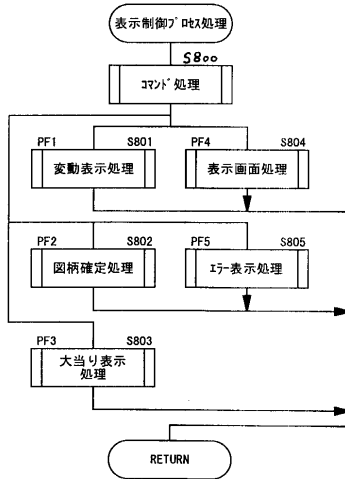 表示制御ﾌﾟﾛｾｽ処理
S800
ｺﾏﾝﾄﾞ処理
PF1 S801
変動表示処理
PF4 S804
表示画面処理
PF2 S802
図柄確定処理
PF5 S805
ｴﾗｰ表示処理
PF3 S803
大当り表示
処理
RETURN